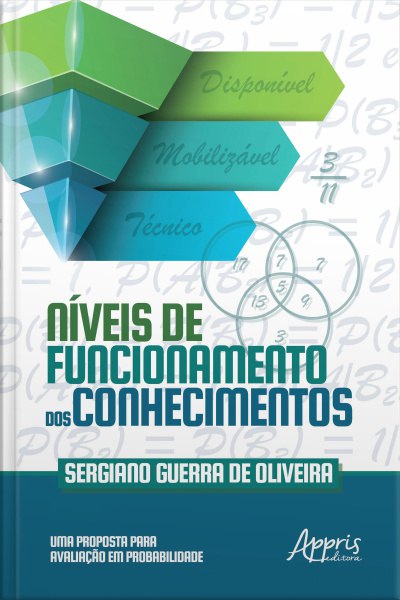 Disponível
Mobilizável
Técnico
3
11
17
7
7
5
13
9
3
NÍVEIS DE
FUNCIONAMENTO
DOS CONHECIMENTOS
SERGIANO GUERRA DE OLIVEIRA
UMA PROPOSTA PARA
AVALIAÇÃO EM PROBABILIDADE
Appris
editora